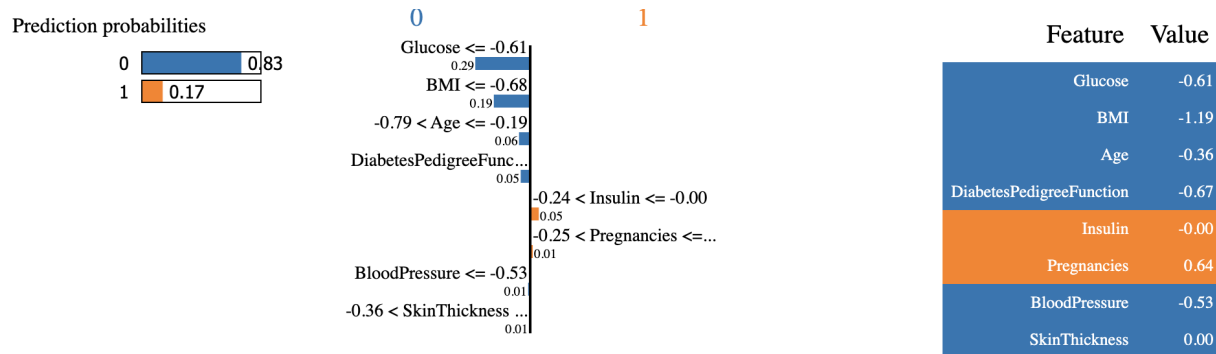 Prediction probabilities
0 0.83
1 0.17
0 1
Glucose <= -0.61
0.29
BMI <= -0.68
0.19
-0.79 < Age <= -0.19
0.06
DiabetesPedigreeFunc...
0.05
-0.24 < Insulin <= -0.00
0.05
-0.25 < Pregnancies <=...
0.01
BloodPressure <= -0.53
0.01
-0.36 < SkinThickness ...
0.01
Feature Value
Glucose -0.61
BMI -1.19
Age -0.36
DiabetesPedigreeFunction -0.67
Insulin -0.00
Pregnancies 0.64
BloodPressure -0.53
SkinThickness 0.00